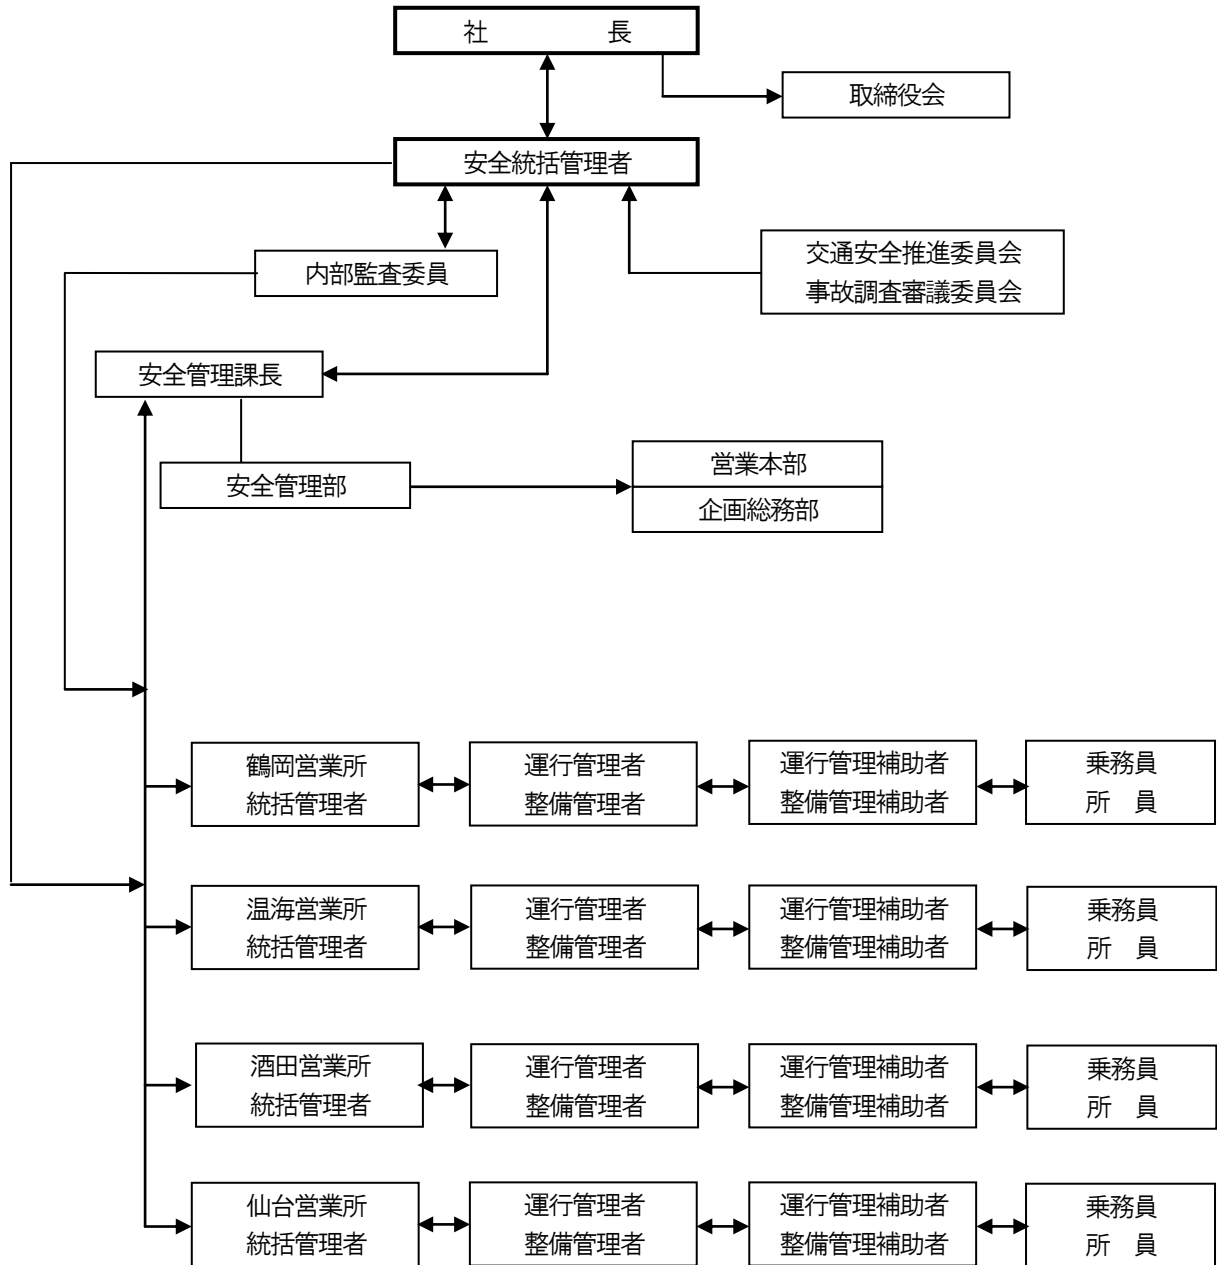 社　　　　　長
取締役会
安全統括管理者
交通安全推進委員会
事故調査審議委員会
内部監査委員
安全管理課長
安全管理部
営業本部
企画総務部
鶴岡営業所
統括管理者
運行管理者
整備管理者
運行管理補助者
整備管理補助者
乗務員
所　員
温海営業所
統括管理者
運行管理者
整備管理者
運行管理補助者
整備管理補助者
乗務員
所　員
酒田営業所
統括管理者
運行管理者
整備管理者
運行管理補助者
整備管理補助者
乗務員
所　員
仙台営業所
統括管理者
運行管理者
整備管理者
運行管理補助者
整備管理補助者
乗務員
所　員